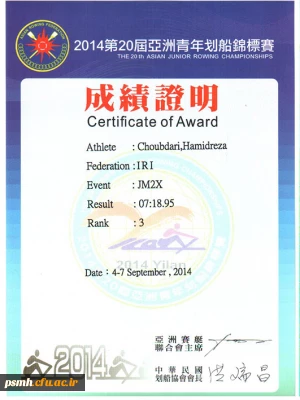 2014第20屆亞洲青年划船錦標賽
THE 20th ASIAN JUNIOR ROWING CHAMPIONSHIPS
成績證明
Certificate of Award
Athlete : Choubdari,Hamidreza
Federation : IRI
Event : JM2X
Result : 07:18.95
Rank : 3
2014 Yilan
Date : 4-7 September , 2014
亞洲賽艇
聯合會主席
中華民國
划船協會會長
2014
psmh.cfu.ac.ir